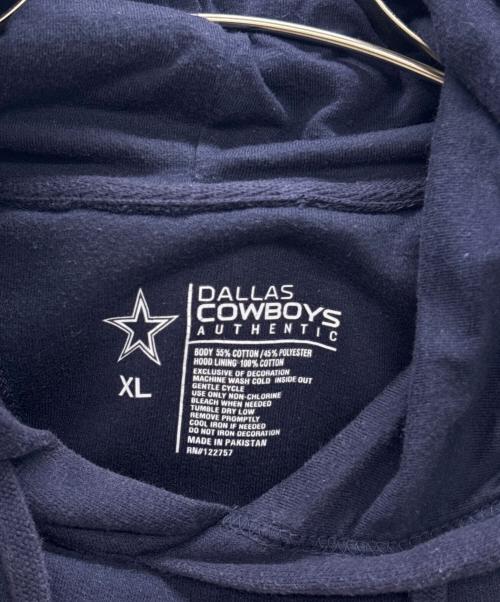 DALLAS
COWBOYS
AUTHENTIC
XL
BODY 55% COTTON/45% POLYESTER
HOOD LINING 100% COTTON
EXCLUSIVE OF DECORATION
MACHINE WASH COLD INSIDE OUT
GENTLE CYCLE
USE ONLY NON-CHLORINE
BLEACH WHEN NEEDED
TUMBLE DRY LOW
REMOVE PROMPTLY
COOL IRON IF NEEDED
DO NOT IRON DECORATION
MADE IN PAKISTAN
RN#122757